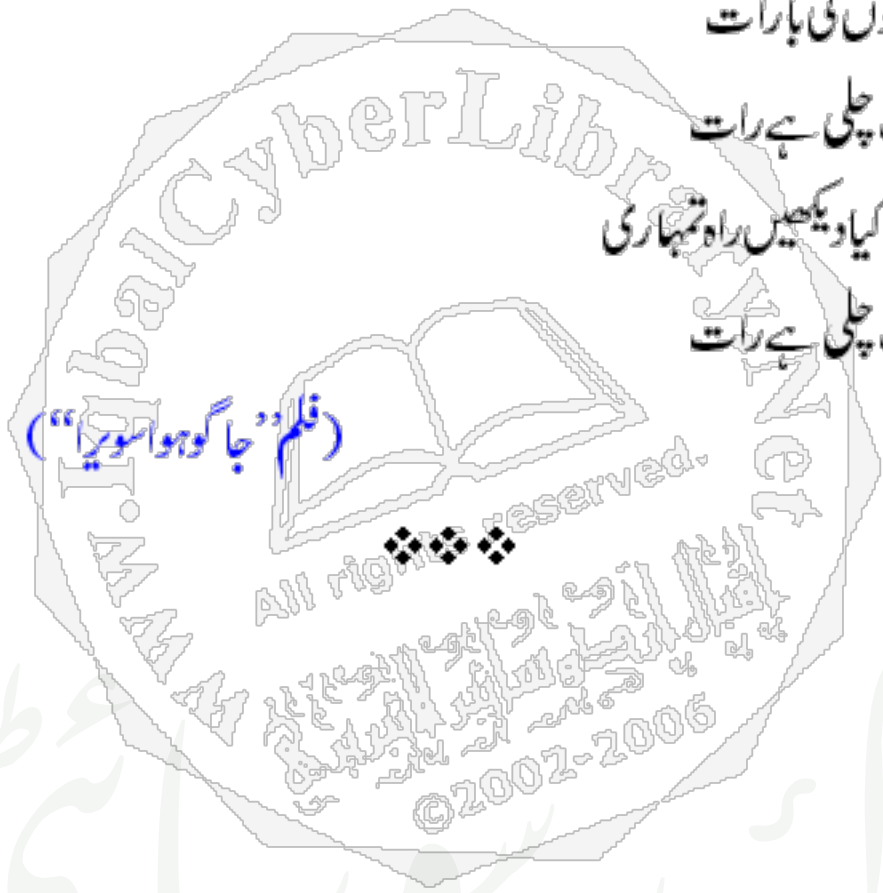 کی بارات
چلی ہے رات
کیا دیکھیں راہ تمہاری
چلی ہے رات
(فلم ’’جاگو ہوا سویرا‘‘)
www.IqbalCyberLibrary.Net
All rights reserved.
©2002-2006